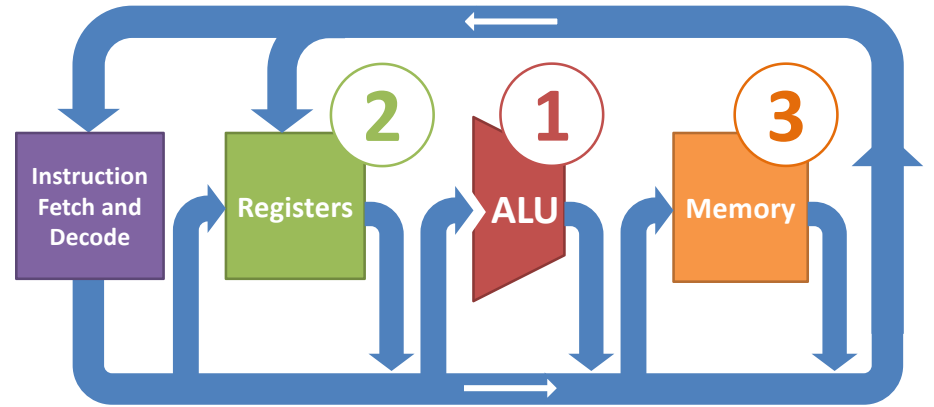 2
1
3
Instruction
Fetch and
Decode
Registers
ALU
Memory